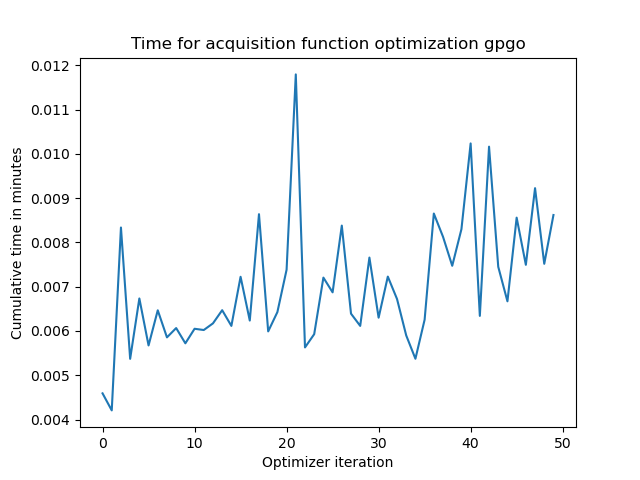 Time for acquisition function optimization gpgo
0.012
0.011
0.010
0.009
0.008
0.007
0.006
0.005
0.004
Cumulative time in minutes
0 10 20 30 40 50
Optimizer iteration